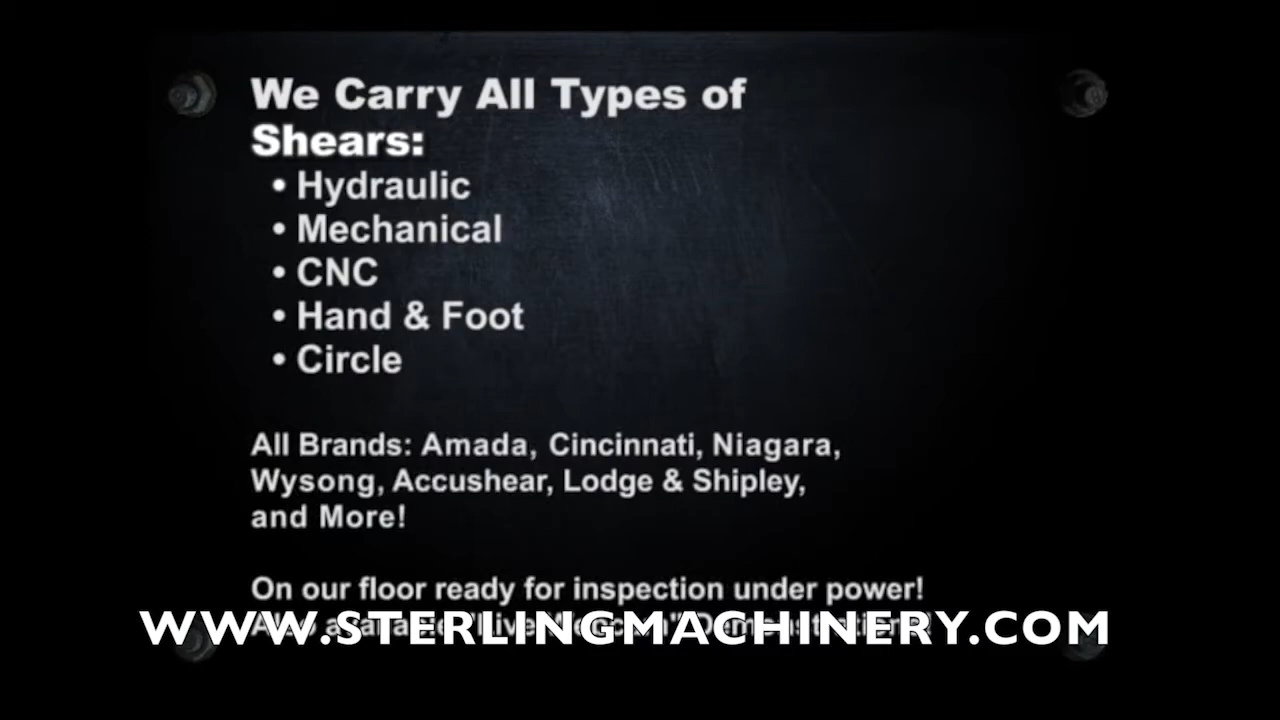 We Carry All Types of
Shears:
• Hydraulic
• Mechanical
• CNC
• Hand & Foot
• Circle
All Brands: Amada, Cincinnati, Niagara,
Wysong, Accushear, Lodge & Shipley,
and More!
On our floor ready for inspection under power!
WWW.STERLINGMACHINERY.COM